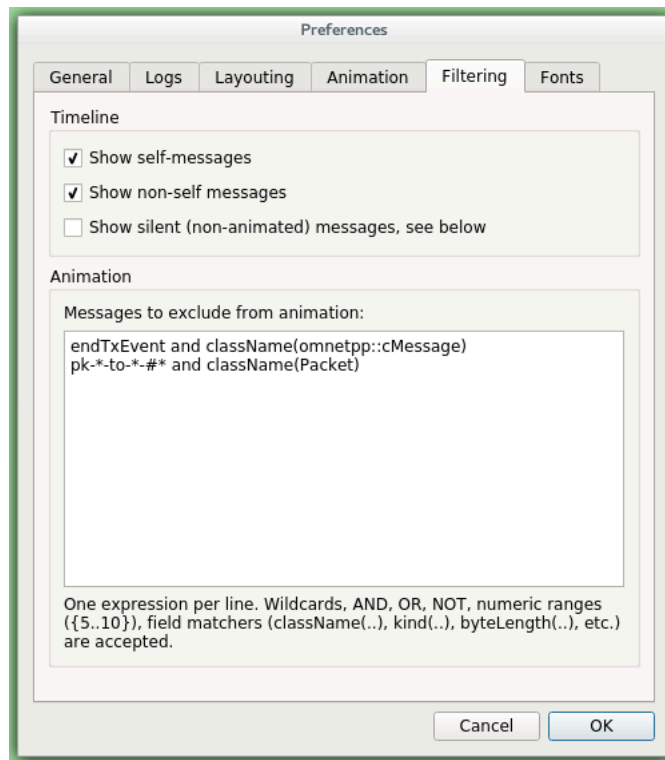 Preferences
General Logs Layouting Animation Filtering Fonts
Timeline
Show self-messages
Show non-self messages
Show silent (non-animated) messages, see below
Animation
Messages to exclude from animation:
endTxEvent and className(omnetpp::cMessage)
pk-*-to-*-#* and className(Packet)
One expression per line. Wildcards, AND, OR, NOT, numeric ranges
({5..10}), field matchers (className(..), kind(..), byteLength(..), etc.)
are accepted.
Cancel OK